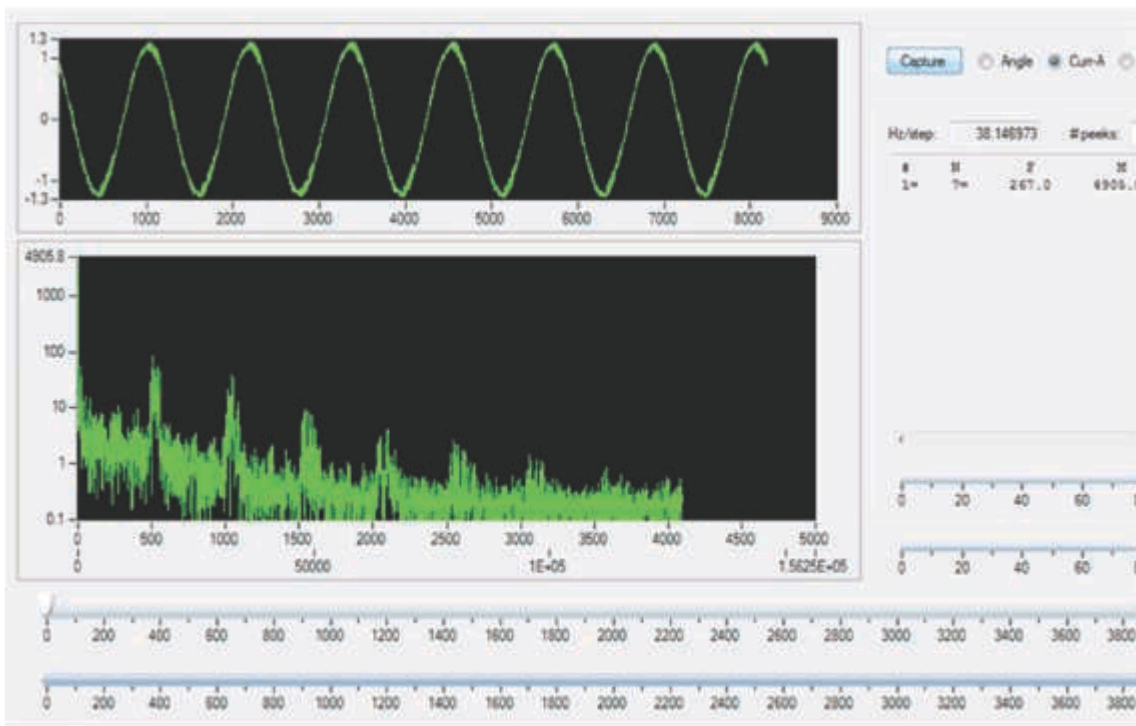 1.3
1
0
-1
-1.3
0 1000 2000 3000 4000 5000 6000 7000 8000 9000
Capture Angle Curr-A
Hz/step: 38.146973 #peeks:
# N F M
1= 7= 267.0 4905.
4905.8
1000
100
10
1
0.1
0 500 1000 1500 2000 2500 3000 3500 4000 4500 5000
0 50000 1E+05 1.5625E+05
0 20 40 60
0 20 40 60
0 200 400 600 800 1000 1200 1400 1600 1800 2000 2200 2400 2600 2800 3000 3200 3400 3600 3800
0 200 400 600 800 1000 1200 1400 1600 1800 2000 2200 2400 2600 2800 3000 3200 3400 3600 3800